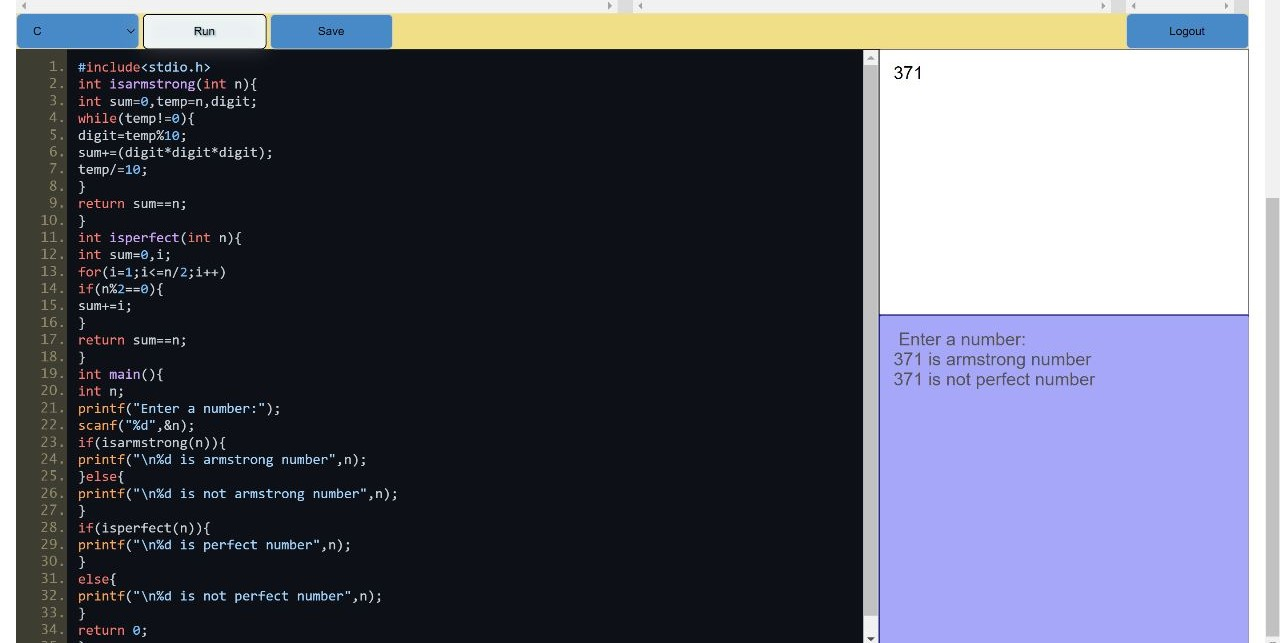 C
Run
Save
Logout
1. #include<stdio.h>
2. int isarmstrong(int n){
3. int sum=0,temp=n,digit;
4. while(temp!=0){
5. digit=temp%10;
6. sum+=(digit*digit*digit);
7. temp/=10;
8. }
9. return sum==n;
10. }
11. int isperfect(int n){
12. int sum=0,i;
13. for(i=1;i<=n/2;i++)
14. if(n%2==0){
15. sum+=i;
16. }
17. return sum==n;
18. }
19. int main(){
20. int n;
21. printf("Enter a number:");
22. scanf("%d",&n);
23. if(isarmstrong(n)){
24. printf("\n%d is armstrong number",n);
25. }else{
26. printf("\n%d is not armstrong number",n);
27. }
28. if(isperfect(n)){
29. printf("\n%d is perfect number",n);
30. }
31. else{
32. printf("\n%d is not perfect number",n);
33. }
34. return 0;
371
Enter a number:
371 is armstrong number
371 is not perfect number